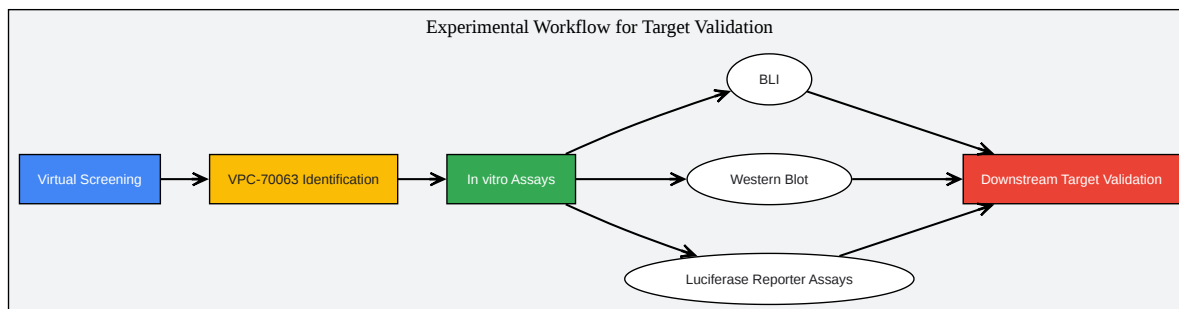 Experimental Workflow for Target Validation
BLI
Virtual Screening
VPC-70063 Identification
In vitro Assays
Western Blot
Downstream Target Validation
Luciferase Reporter Assays